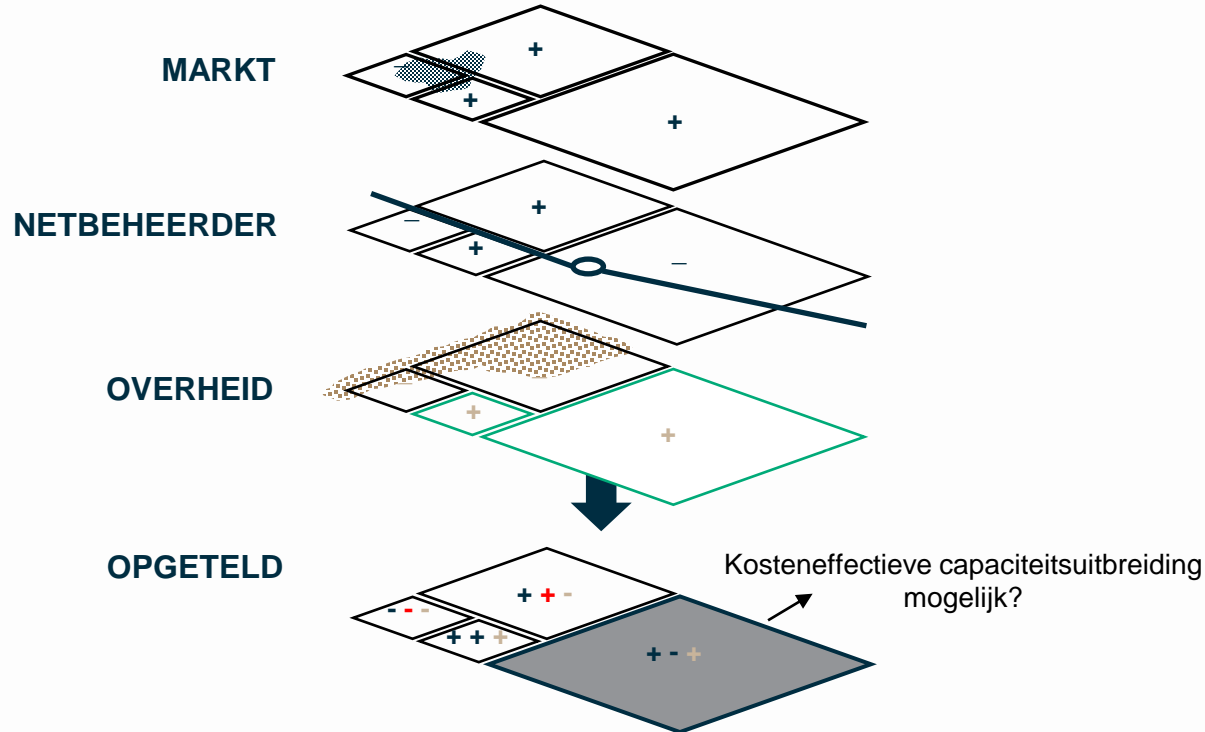 MARKT
+
–
+
+
NETBEHEERDER
+
–
+
–
OVERHEID
–
–
+
+
OPGETELD
Kosteneffectieve capaciteitsuitbreiding
mogelijk?
+ + -
- - -
+ + +
+ - +